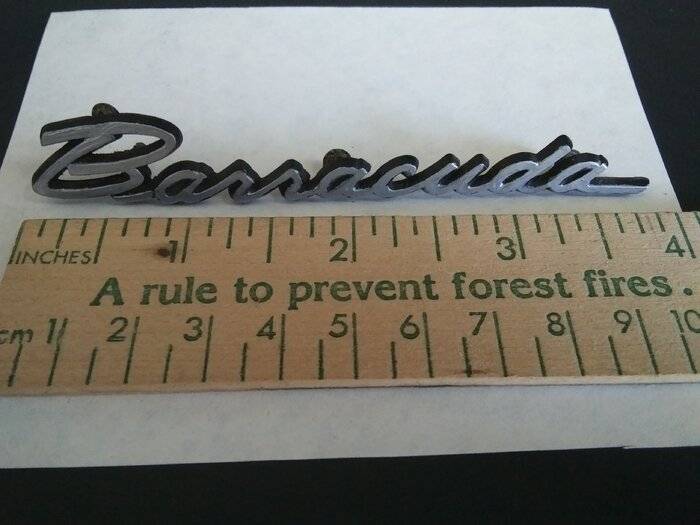 Barracuda
INCHES 1 2 3 4
A rule to prevent forest fires.
cm 1 2 3 4 5 6 7 8 9 10